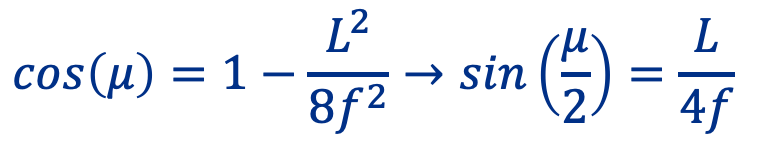 cos(μ) = 1 − L²/8f² → sin(μ/2) = L/4f